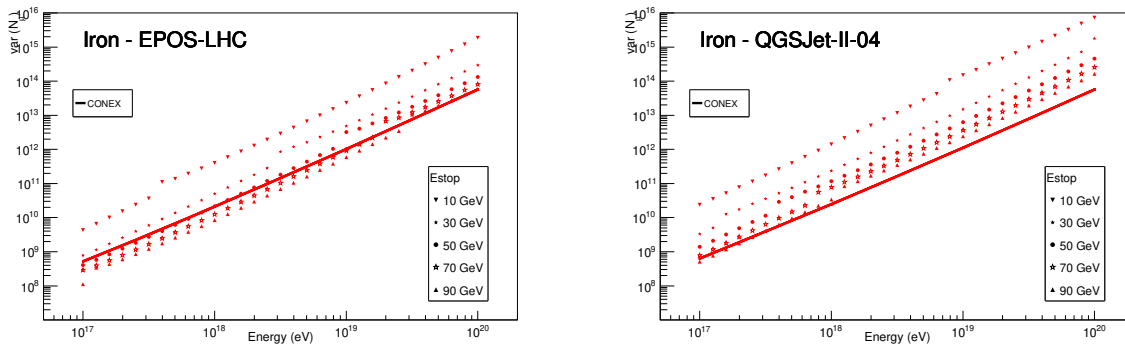 var (N
Iron - EPOS-LHC
10^16
10^15
10^14
10^13
10^12
10^11
10^10
10^9
10^8
CONEX
Estop
10 GeV
30 GeV
50 GeV
70 GeV
90 GeV
10^17
10^18
10^19
10^20
Energy (eV)
var (N
Iron - QGSJet-II-04
10^16
10^15
10^14
10^13
10^12
10^11
10^10
10^9
10^8
CONEX
Estop
10 GeV
30 GeV
50 GeV
70 GeV
90 GeV
10^17
10^18
10^19
10^20
Energy (eV)